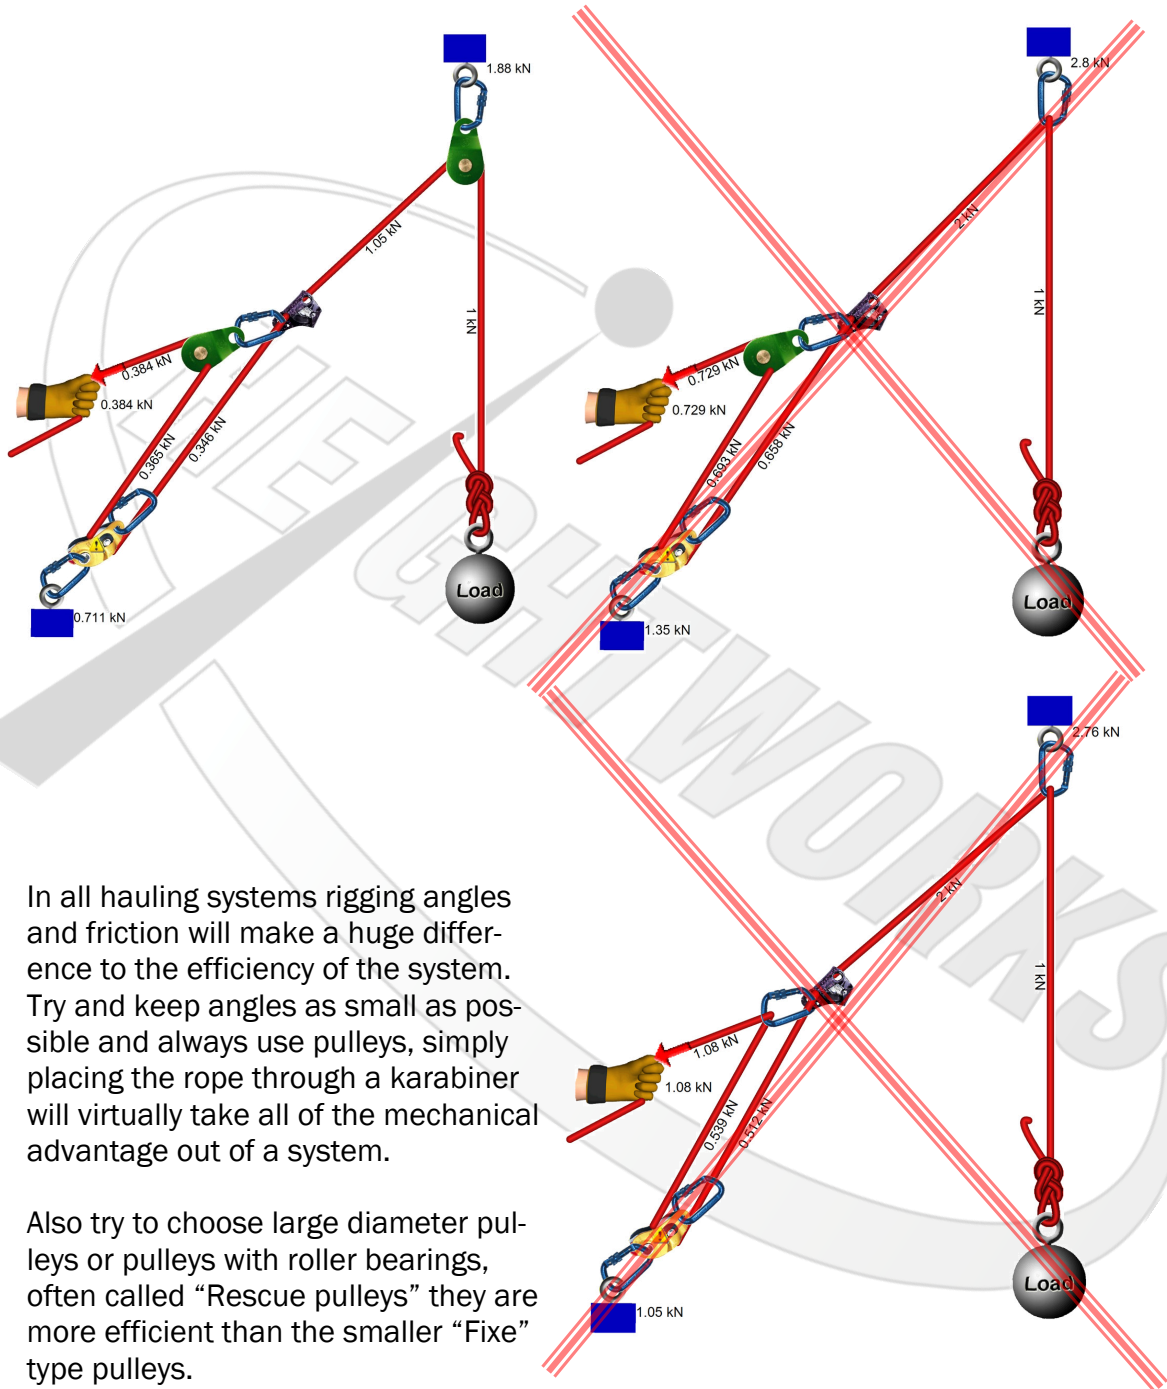 1.88 kN
1.05 kN
1 kN
0.384 kN
0.384 kN
0.365 kN
0.346 kN
0.711 kN
Load
2.8 kN
2 kN
1 kN
0.729 kN
0.729 kN
0.693 kN
0.658 kN
1.35 kN
Load
2.76 kN
2 kN
1 kN
1.08 kN
1.08 kN
0.539 kN
0.512 kN
1.05 kN
Load
In all hauling systems rigging angles
and friction will make a huge differ-
ence to the efficiency of the system.
Try and keep angles as small as pos-
sible and always use pulleys, simply
placing the rope through a karabiner
will virtually take all of the mechanical
advantage out of a system.
Also try to choose large diameter pul-
leys or pulleys with roller bearings,
often called “Rescue pulleys” they are
more efficient than the smaller “Fixe”
type pulleys.